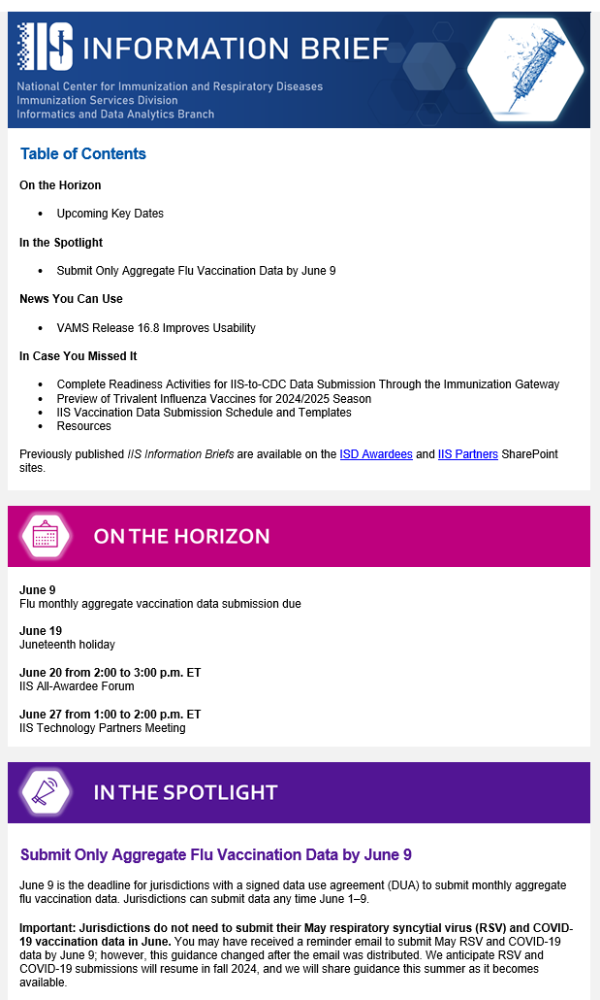 IIS INFORMATION BRIEF
National Center for Immunization and Respiratory Diseases
Immunization Services Division
Informatics and Data Analytics Branch
Table of Contents
On the Horizon
• Upcoming Key Dates
In the Spotlight
• Submit Only Aggregate Flu Vaccination Data by June 9
News You Can Use
• VAMS Release 16.8 Improves Usability
In Case You Missed It
• Complete Readiness Activities for IIS-to-CDC Data Submission Through the Immunization Gateway
• Preview of Trivalent Influenza Vaccines for 2024/2025 Season
• IIS Vaccination Data Submission Schedule and Templates
• Resources
Previously published IIS Information Briefs are available on the ISD Awardees and IIS Partners SharePoint
sites.
ON THE HORIZON
June 9
Flu monthly aggregate vaccination data submission due
June 19
Juneteenth holiday
June 20 from 2:00 to 3:00 p.m. ET
IIS All-Awardee Forum
June 27 from 1:00 to 2:00 p.m. ET
IIS Technology Partners Meeting
IN THE SPOTLIGHT
Submit Only Aggregate Flu Vaccination Data by June 9
June 9 is the deadline for jurisdictions with a signed data use agreement (DUA) to submit monthly aggregate
flu vaccination data. Jurisdictions can submit data any time June 1–9.
Important: Jurisdictions do not need to submit their May respiratory syncytial virus (RSV) and COVID-
19 vaccination data in June. You may have received a reminder email to submit May RSV and COVID-19
data by June 9; however, this guidance changed after the email was distributed. We anticipate RSV and
COVID-19 submissions will resume in fall 2024, and we will share guidance this summer as it becomes
available.